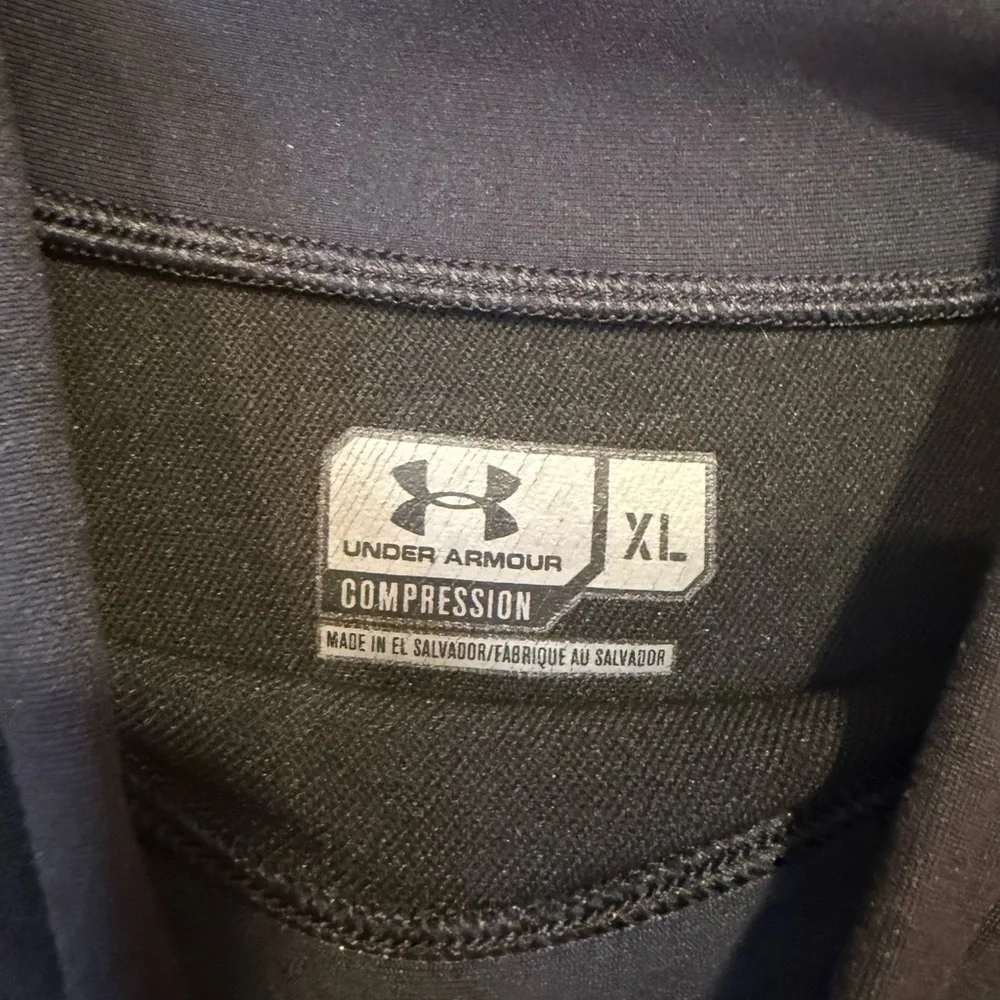 UNDER ARMOUR
XL
COMPRESSION
MADE IN EL SALVADOR/FABRIQUE AU SALVADOR